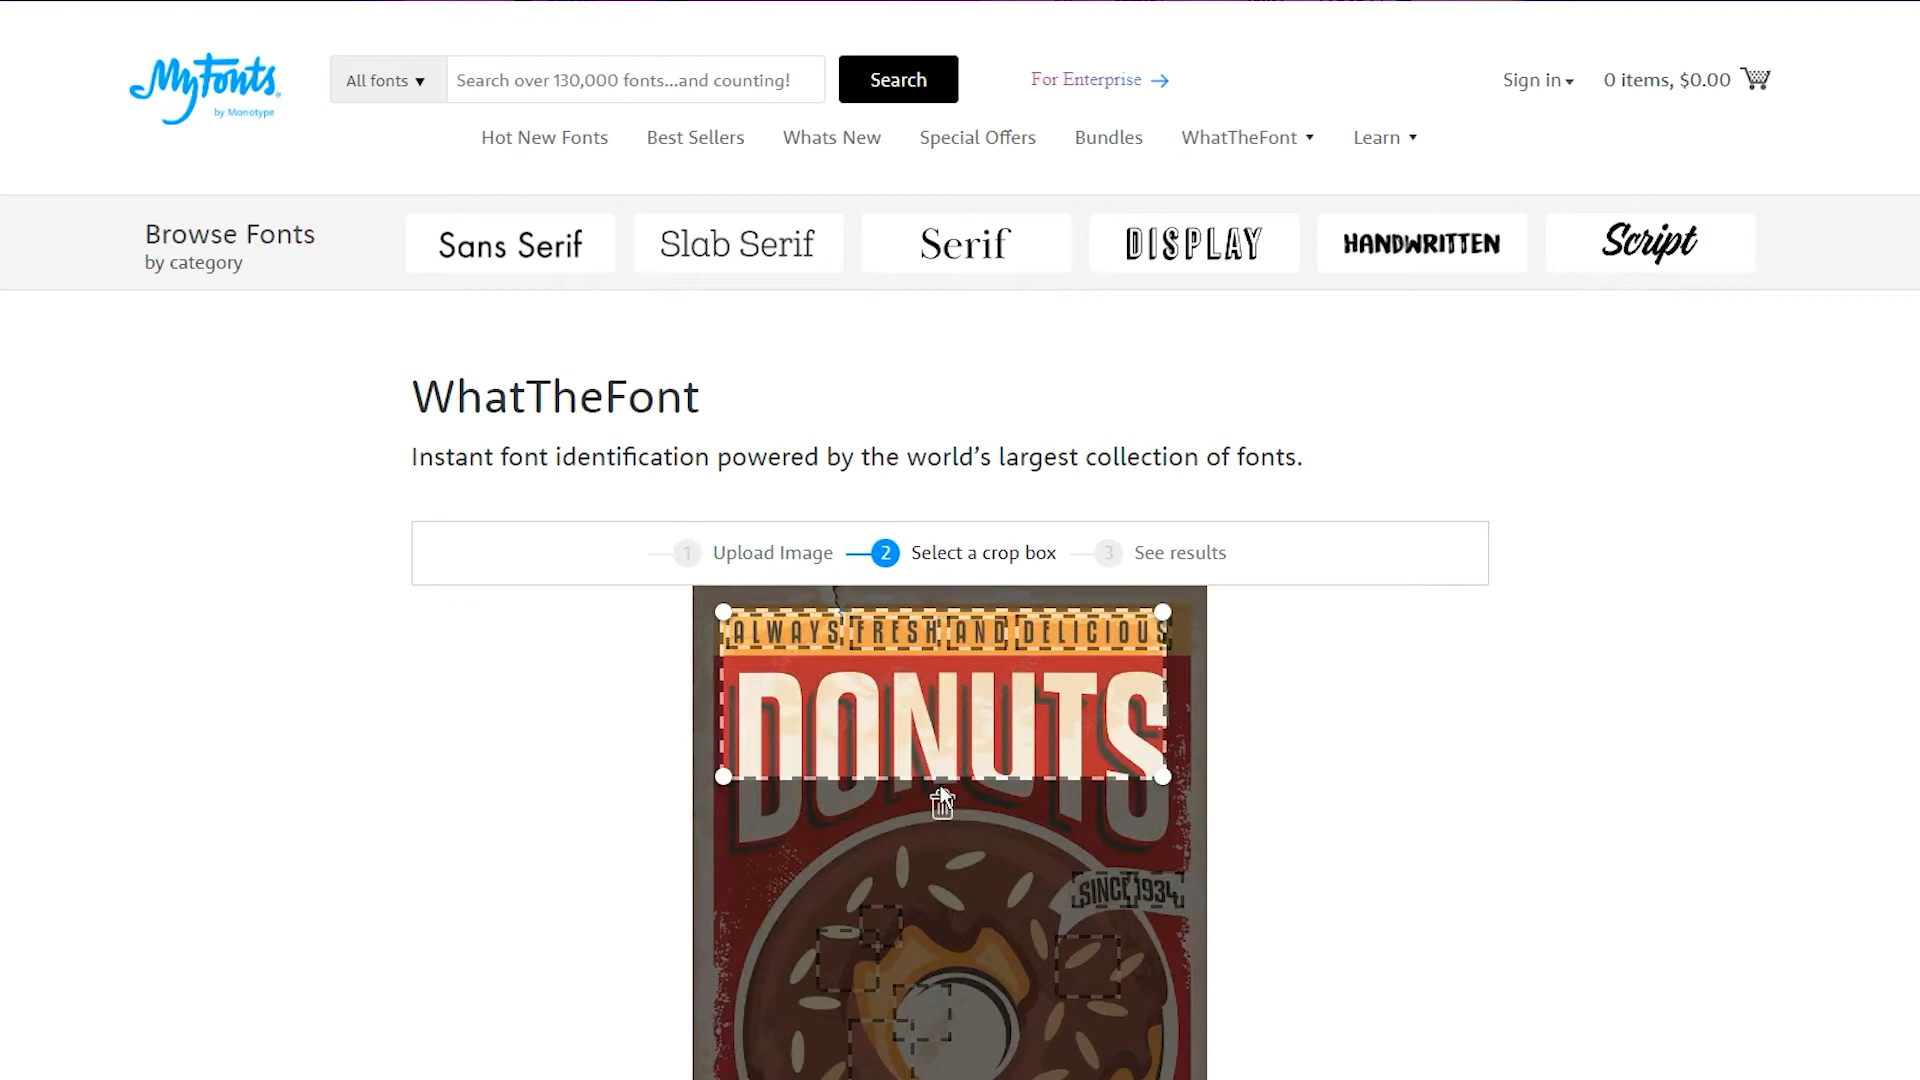 MyFonts
by Monotype
All fonts ▼
Search over 130,000 fonts...and counting!
Search
For Enterprise →
Sign in ▾
0 items, $0.00
Hot New Fonts
Best Sellers
Whats New
Special Offers
Bundles
WhatTheFont ▼
Learn ▼
Browse Fonts
by category
Sans Serif
Slab Serif
Serif
DISPLAY
HANDWRITTEN
Script
WhatTheFont
Instant font identification powered by the world’s largest collection of fonts.
1 Upload Image
2 Select a crop box
3 See results
ALWAYS FRESH AND DELICIOUS
DONUTS
SINCE 1934